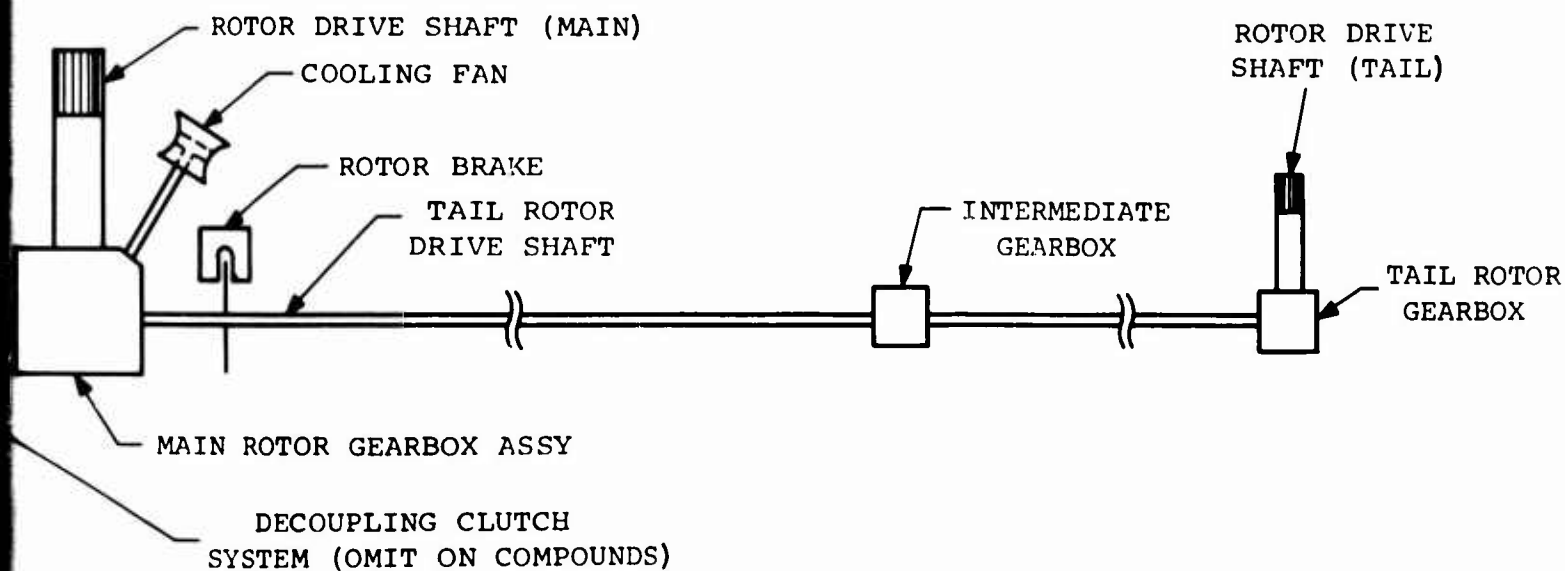 ROTOR DRIVE SHAFT (MAIN)
COOLING FAN
ROTOR BRAKE
TAIL ROTOR
DRIVE SHAFT
ROTOR DRIVE
SHAFT (TAIL)
INTERMEDIATE
GEARBOX
TAIL ROTOR
GEARBOX
MAIN ROTOR GEARBOX ASSY
DECOUPLING CLUTCH
SYSTEM (OMIT ON COMPOUNDS)